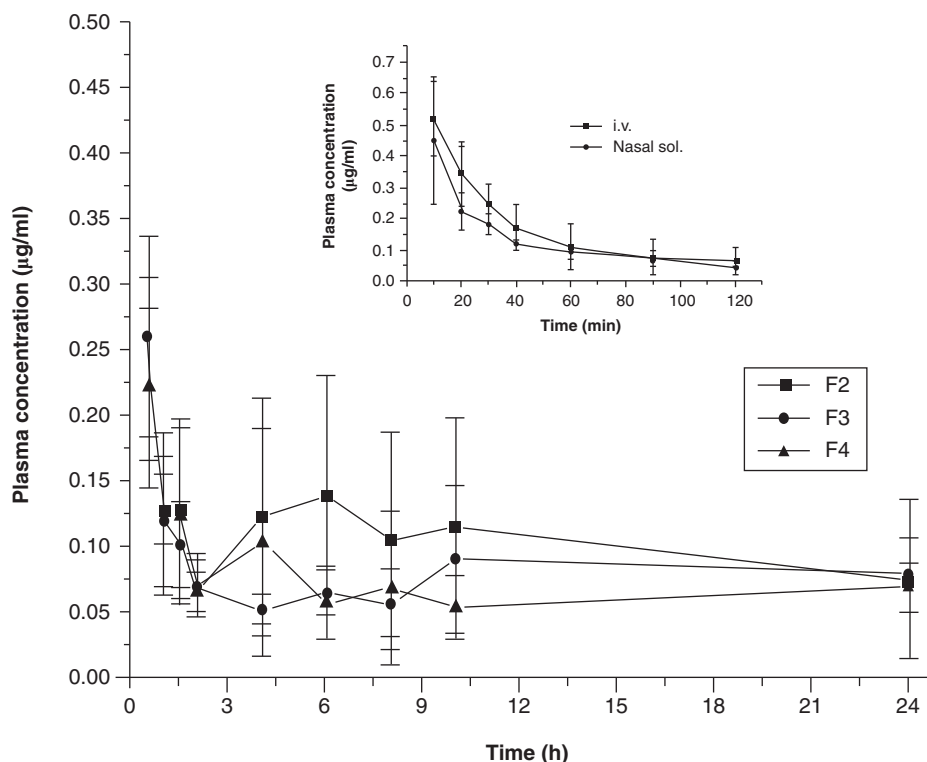 0.50
0.45
0.40
0.35
0.30
0.25
0.20
0.15
0.10
0.05
0.00
Plasma concentration (μg/ml)
0 3 6 9 12 15 18 21 24
Time (h)
0.7
0.6
0.5
0.4
0.3
0.2
0.1
0.0
Plasma concentration
(μg/ml)
0 20 40 60 80 100 120
Time (min)
i.v.
Nasal sol.
F2
F3
F4